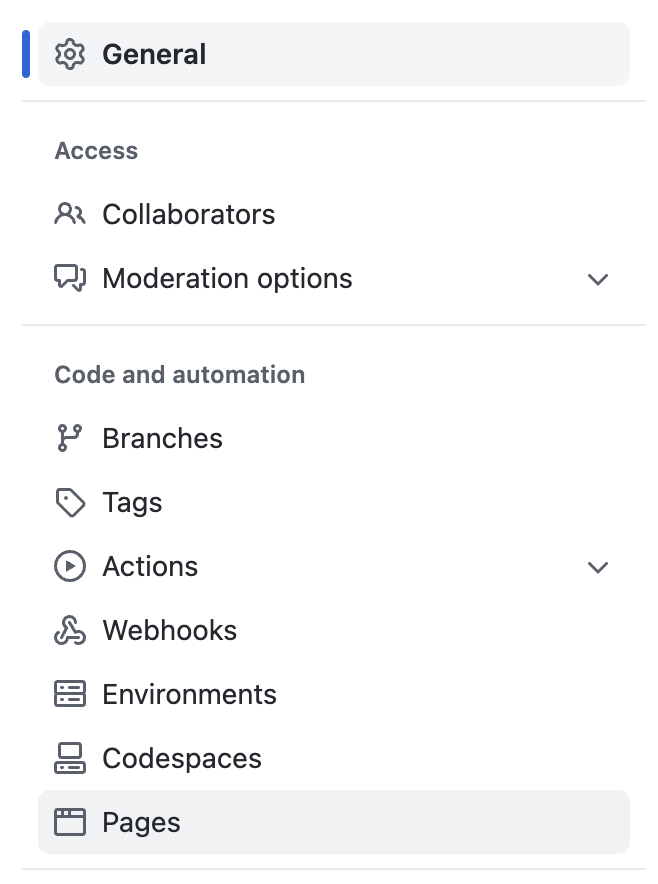 General
Access
Collaborators
Moderation options
Code and automation
Branches
Tags
Actions
Webhooks
Environments
Codespaces
Pages